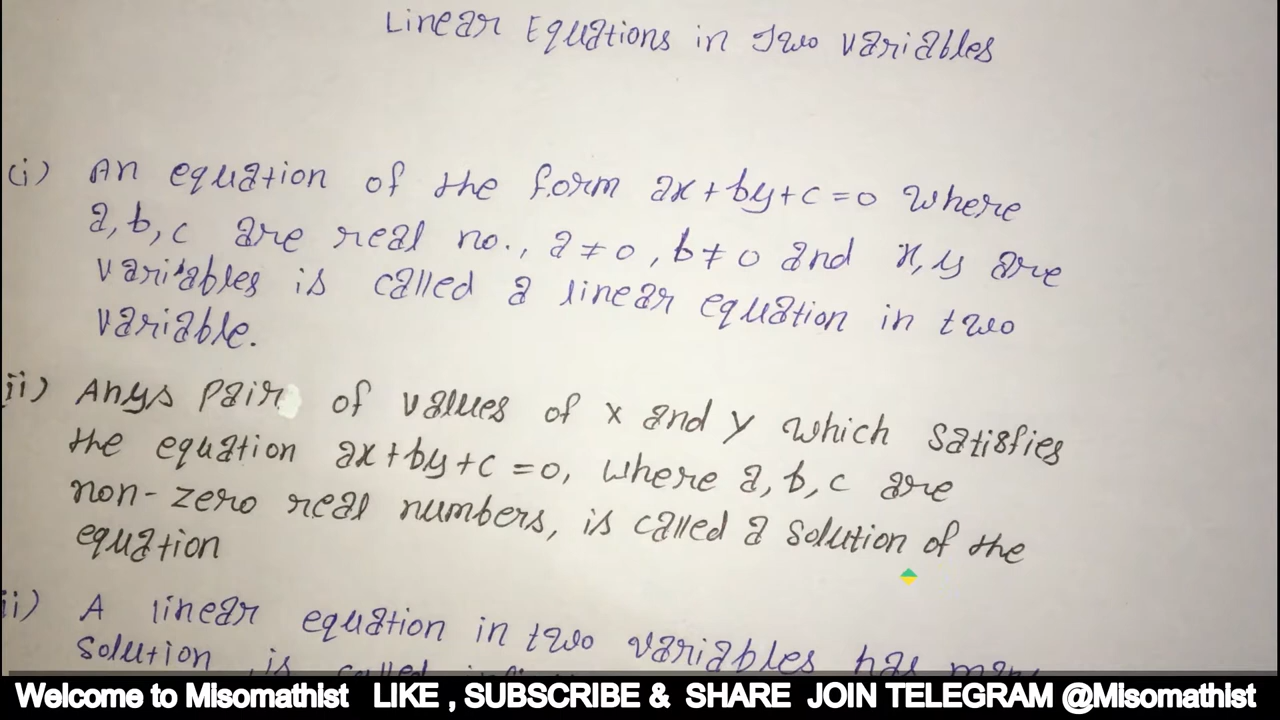 Linear Equations in Two variables
(i) An equation of the form ax+by+c=0 where
a, b, c are real no., a≠0, b≠0 and x, y are
variables is called a linear equation in two
variable.
ii) Anys Pair of values of x and y which satisfies
the equation ax+by+c=0, where a, b, c are
non-zero real numbers, is called a solution of the
equation
ii) A linear equation in two variables has many
solution is called
Welcome to Misomathist LIKE , SUBSCRIBE & SHARE JOIN TELEGRAM @Misomathist